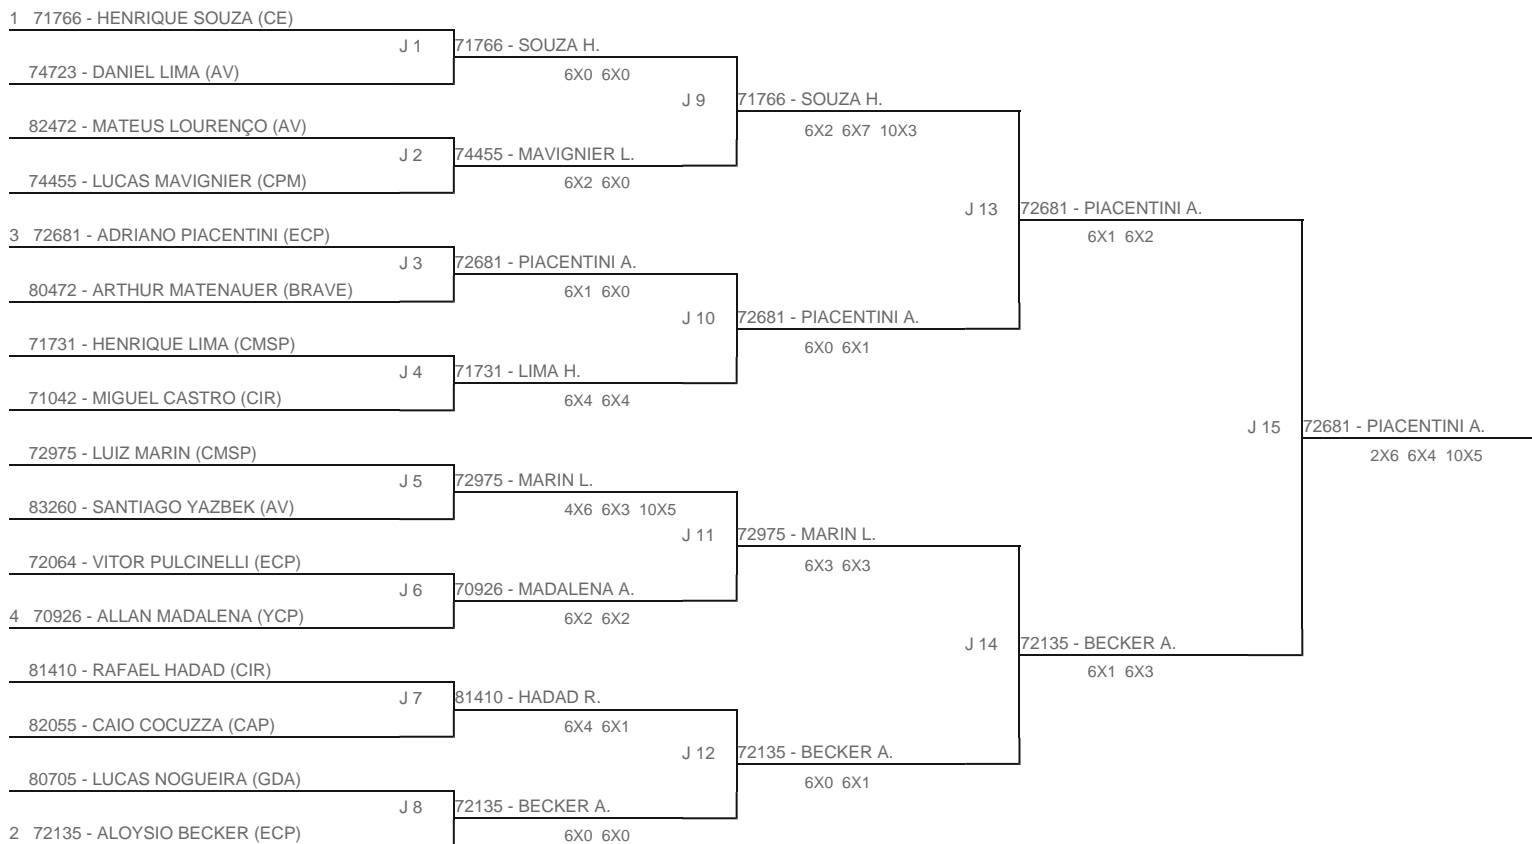 1 71766 - HENRIQUE SOUZA (CE)
J 1
71766 - SOUZA H.
74723 - DANIEL LIMA (AV)
6X0 6X0
J 9
71766 - SOUZA H.
82472 - MATEUS LOURENÇO (AV)
6X2 6X7 10X3
J 2
74455 - MAVIGNIER L.
74455 - LUCAS MAVIGNIER (CPM)
6X2 6X0
J 13
72681 - PIACENTINI A.
3 72681 - ADRIANO PIACENTINI (ECP)
6X1 6X2
J 3
72681 - PIACENTINI A.
80472 - ARTHUR MATENAUER (BRAVE)
6X1 6X0
J 10
72681 - PIACENTINI A.
71731 - HENRIQUE LIMA (CMSP)
6X0 6X1
J 4
71731 - LIMA H.
71042 - MIGUEL CASTRO (CIR)
6X4 6X4
J 15
72681 - PIACENTINI A.
72975 - LUIZ MARIN (CMSP)
2X6 6X4 10X5
J 5
72975 - MARIN L.
83260 - SANTIAGO YAZBEK (AV)
4X6 6X3 10X5
J 11
72975 - MARIN L.
72064 - VITOR PULCINELLI (ECP)
6X3 6X3
J 6
70926 - MADALENA A.
4 70926 - ALLAN MADALENA (YCP)
6X2 6X2
J 14
72135 - BECKER A.
81410 - RAFAEL HADAD (CIR)
6X1 6X3
J 7
81410 - HADAD R.
82055 - CAIO COCUZZA (CAP)
6X4 6X1
J 12
72135 - BECKER A.
80705 - LUCAS NOGUEIRA (GDA)
6X0 6X1
J 8
72135 - BECKER A.
2 72135 - ALOYSIO BECKER (ECP)
6X0 6X0